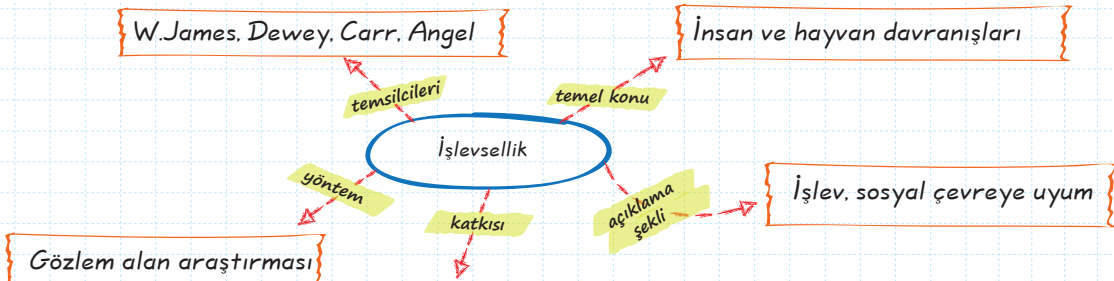 W.James, Dewey, Carr, Angel
İnsan ve hayvan davranışları
temsilcileri
temel konu
İşlevsellik
yöntem
katkısı
açıklama
şekli
İşlev, sosyal çevreye uyum
Gözlem alan araştırması